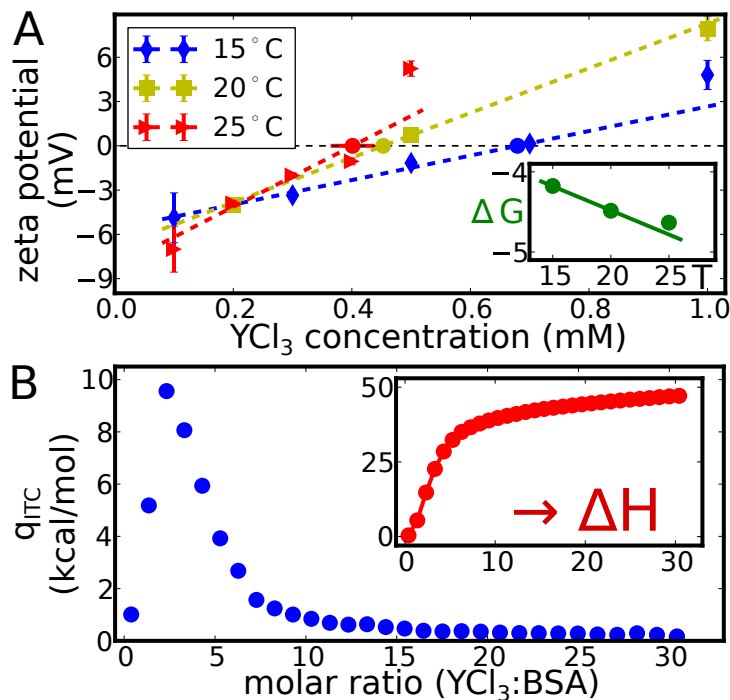 A
15°C
20°C
25°C
zeta potential
(mV)
6
3
0
−3
−6
−9
0.0 0.2 0.4 0.6 0.8 1.0
YCl₃ concentration (mM)
ΔG
−4
−5
15 20 25 T
B
q_ITC
(kcal/mol)
10
8
6
4
2
0
0 5 10 15 20 25 30
molar ratio (YCl₃:BSA)
50
25
0
0 10 20 30
→ ΔH